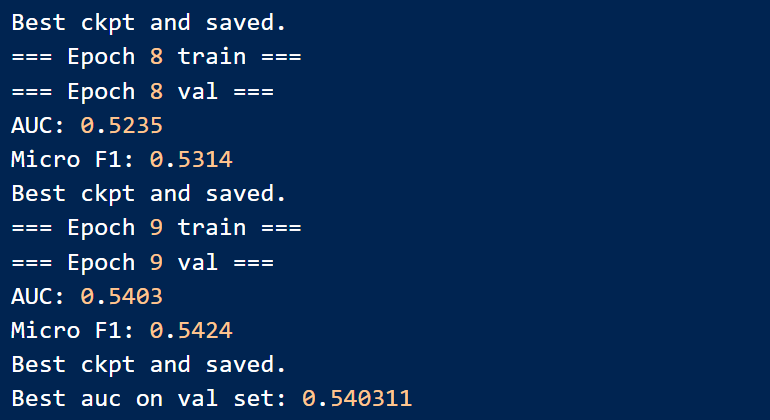 Best ckpt and saved.
=== Epoch 8 train ===
=== Epoch 8 val ===
AUC: 0.5235
Micro F1: 0.5314
Best ckpt and saved.
=== Epoch 9 train ===
=== Epoch 9 val ===
AUC: 0.5403
Micro F1: 0.5424
Best ckpt and saved.
Best auc on val set: 0.540311